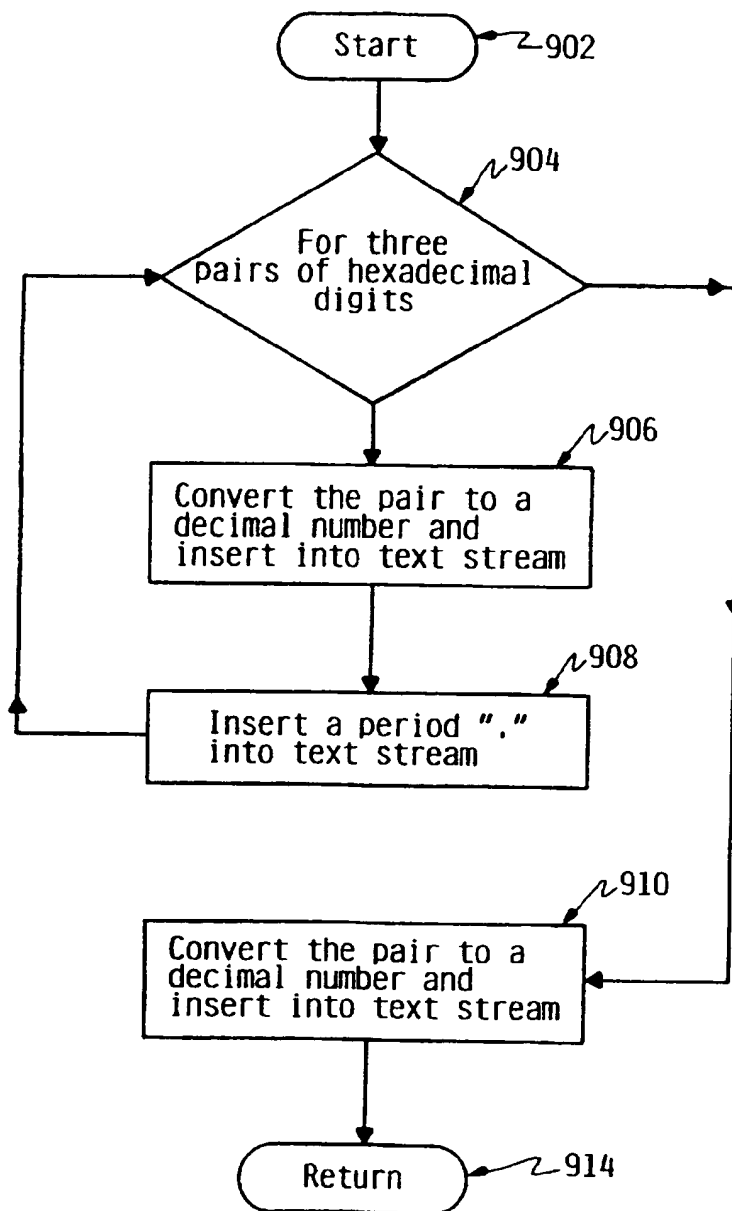 Start
902
904
For three
pairs of hexadecimal
digits
906
Convert the pair to a
decimal number and
insert into text stream
908
Insert a period "."
into text stream
910
Convert the pair to a
decimal number and
insert into text stream
Return
914